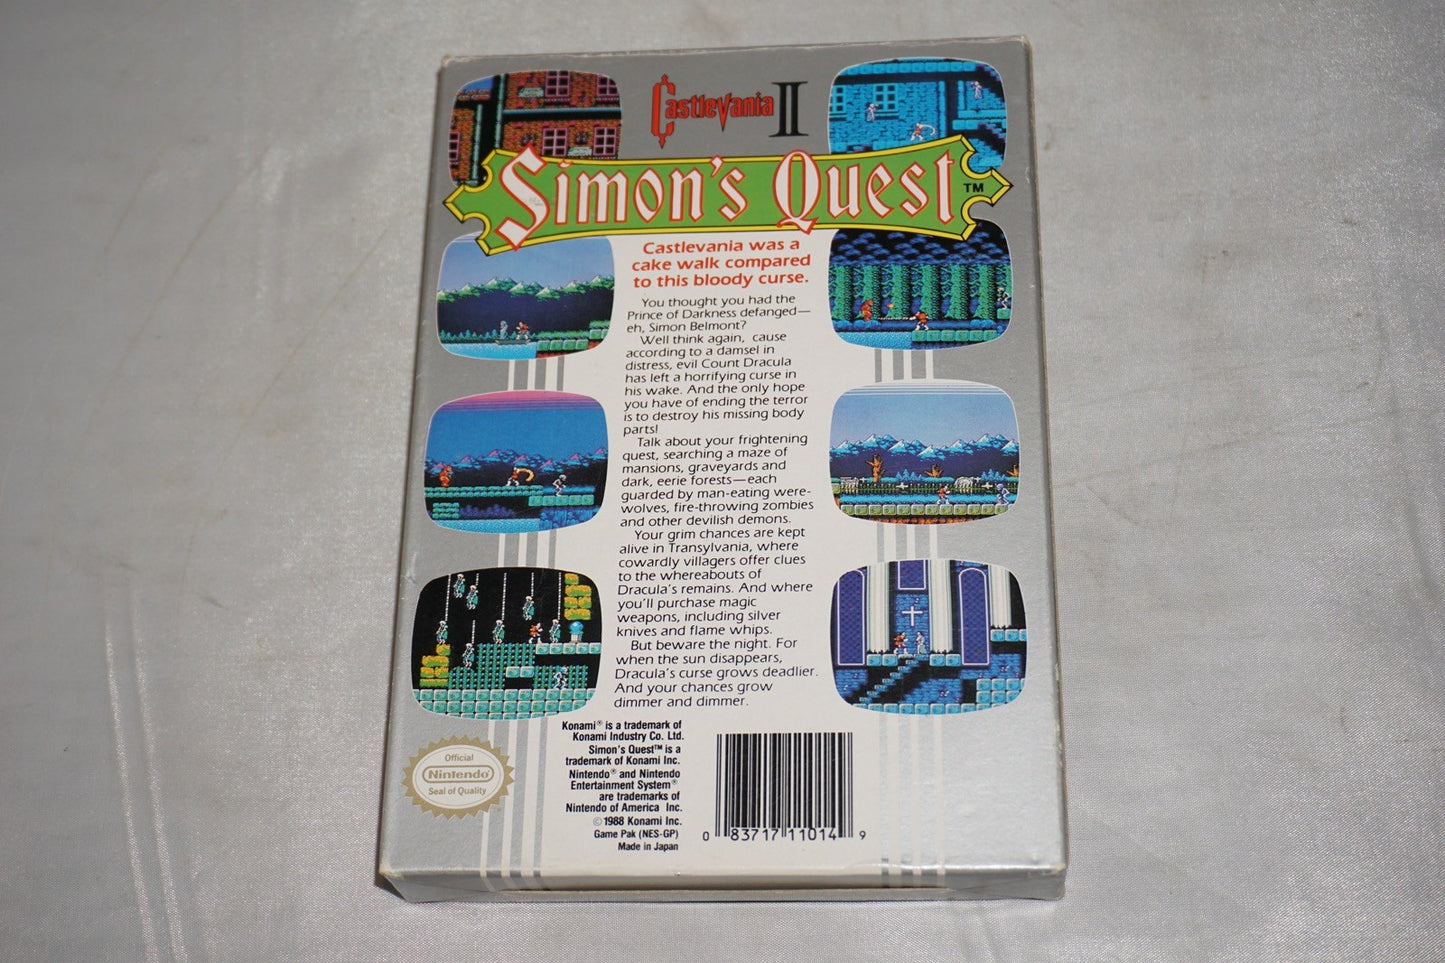 Castlevania II
Simon's Quest™
Castlevania was a
cake walk compared
to this bloody curse.
You thought you had the
Prince of Darkness defanged—
eh, Simon Belmont?
Well think again, cause
according to a damsel in
distress, evil Count Dracula
has left a horrifying curse in
his wake. And the only hope
you have of ending the terror
is to destroy his missing body
parts!
Talk about your frightening
quest, searching a maze of
mansions, graveyards and
dark, eerie forests—each
guarded by man-eating were-
wolves, fire-throwing zombies
and other devilish demons.
Your grim chances are kept
alive in Transylvania, where
cowardly villagers offer clues
to the whereabouts of
Dracula's remains. And where
you'll purchase magic
weapons, including silver
knives and flame whips.
But beware the night. For
when the sun disappears,
Dracula's curse grows deadlier.
And your chances grow
dimmer and dimmer.
Konami® is a trademark of
Konami Industry Co. Ltd.
Simon's Quest™ is a
trademark of Konami Inc.
Nintendo® and Nintendo
Entertainment System®
are trademarks of
Nintendo of America Inc.
©1988 Konami Inc.
Game Pak (NES-GP)
Made in Japan
Official
Nintendo®
Seal of Quality
0 83717 11014 9